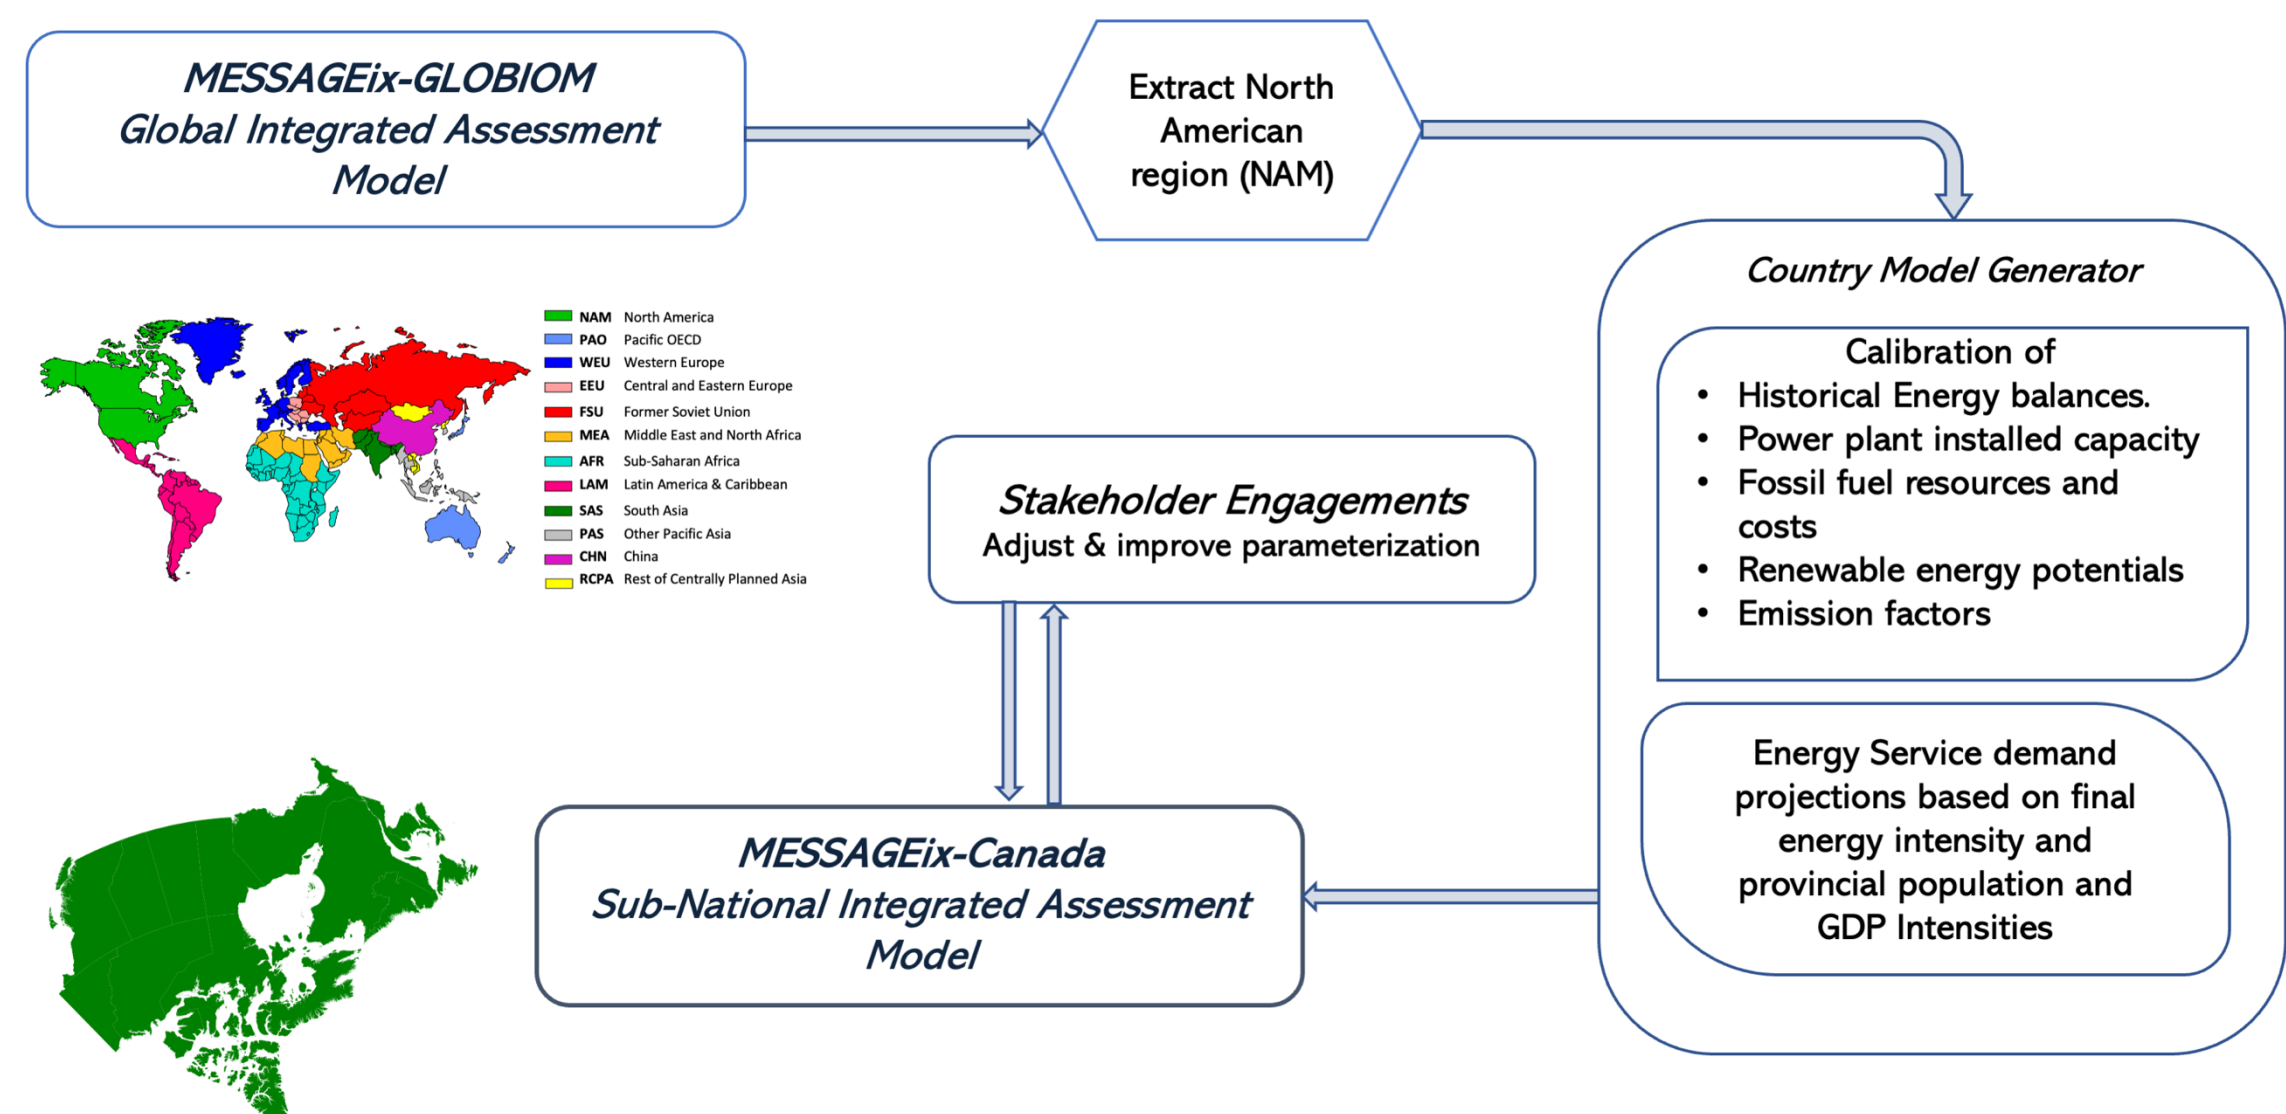 MESSAGEix-GLOBIOM
Global Integrated Assessment
Model
Extract North
American
region (NAM)
Country Model Generator
Calibration of
• Historical Energy balances.
• Power plant installed capacity
• Fossil fuel resources and
costs
• Renewable energy potentials
• Emission factors
Energy Service demand
projections based on final
energy intensity and
provincial population and
GDP Intensities
NAM North America
PAO Pacific OECD
WEU Western Europe
EEU Central and Eastern Europe
FSU Former Soviet Union
MEA Middle East and North Africa
AFR Sub-Saharan Africa
LAM Latin America & Caribbean
SAS South Asia
PAS Other Pacific Asia
CHN China
RCPA Rest of Centrally Planned Asia
Stakeholder Engagements
Adjust & improve parameterization
MESSAGEix-Canada
Sub-National Integrated Assessment
Model